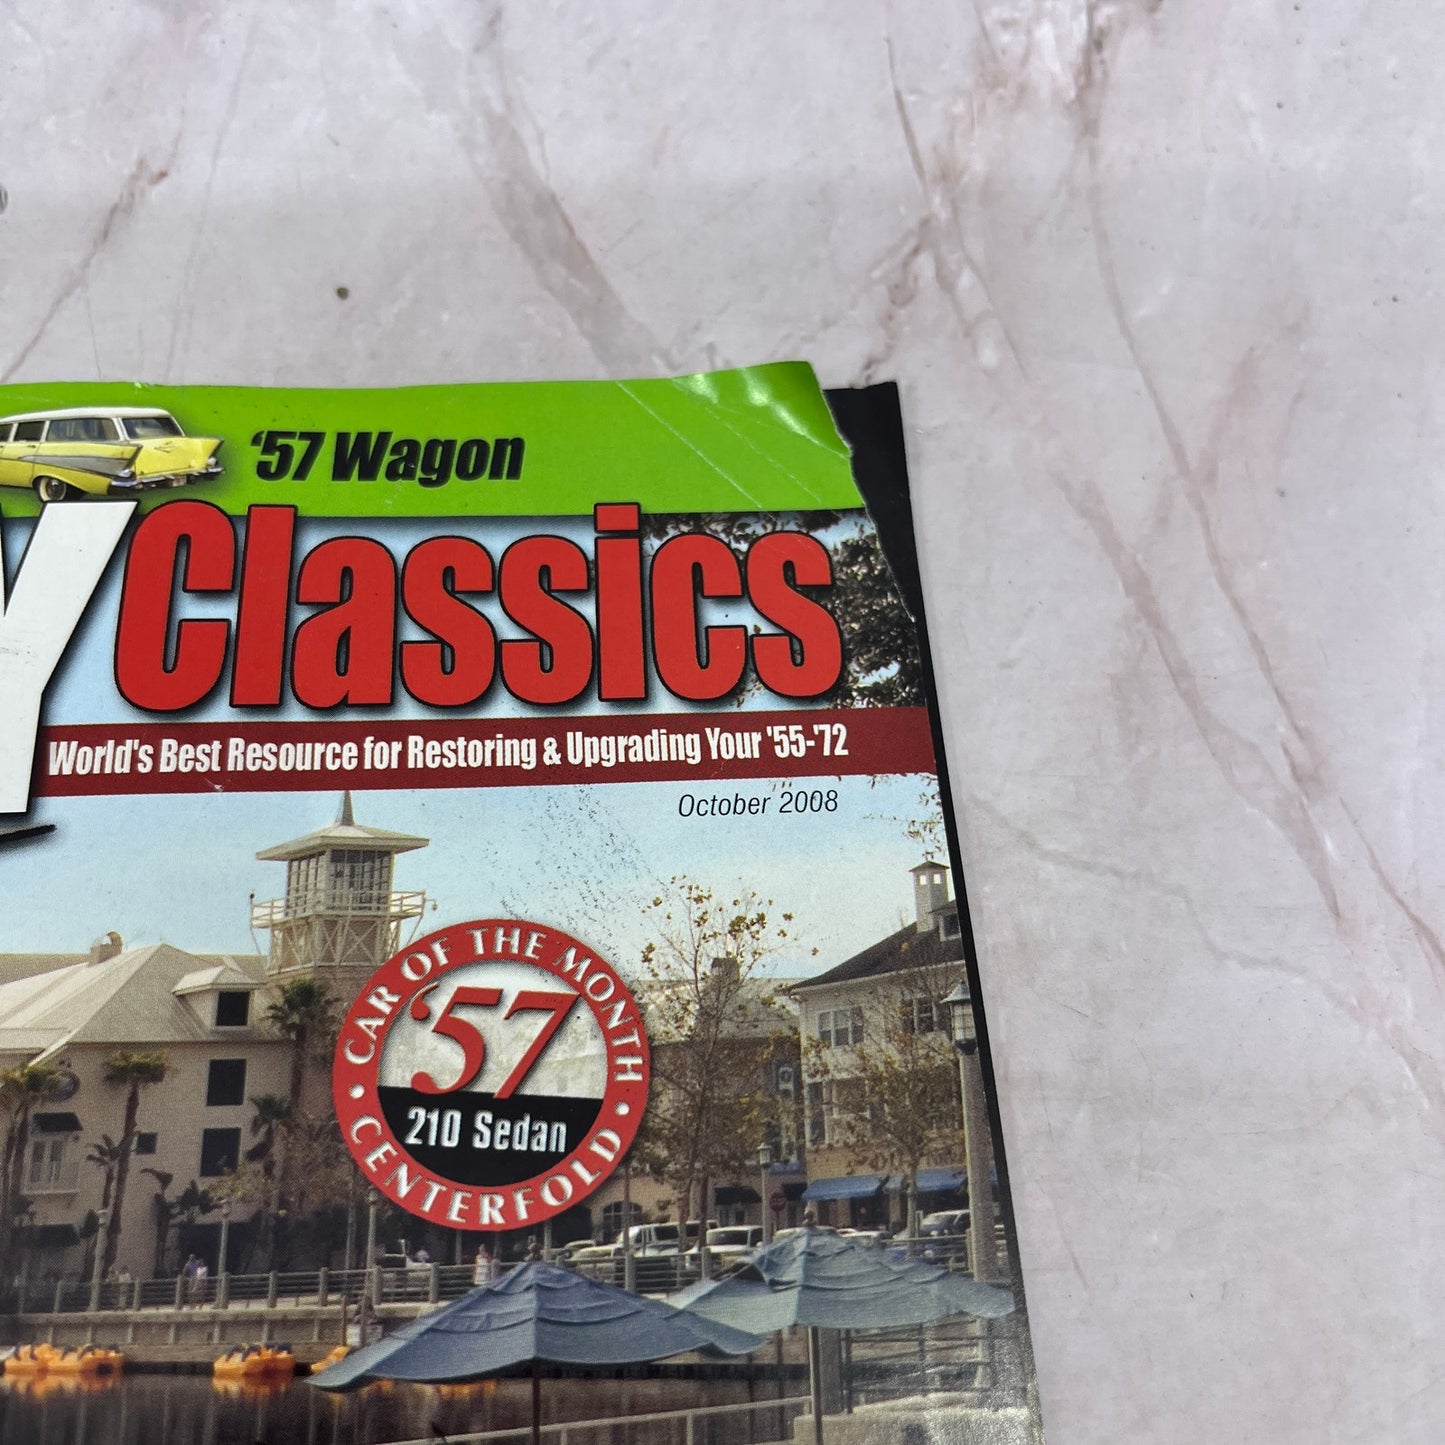 '57 Wagon
y Classics
World's Best Resource for Restoring & Upgrading Your '55-'72
October 2008
• CAR OF THE MONTH •
'57
210 Sedan
CENTERFOLD